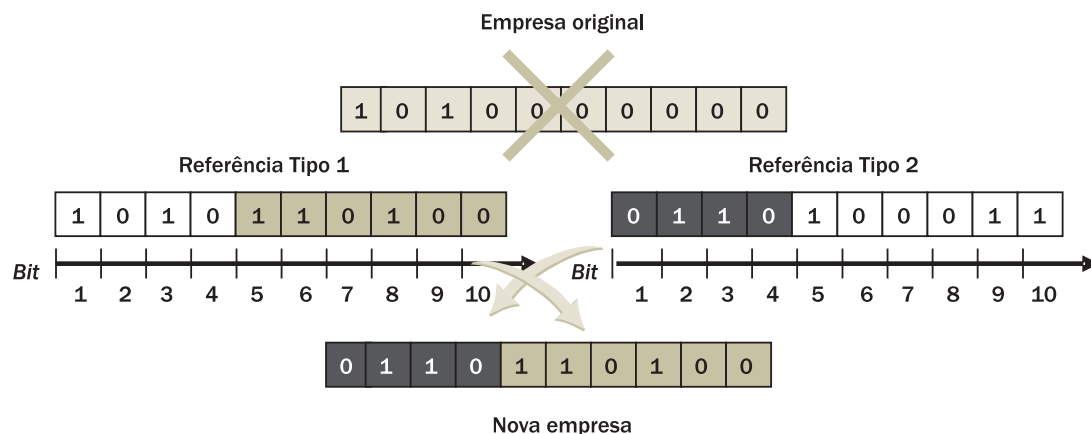 Empresa original
1 0 1 0 0 0 0 0 0 0
Referência Tipo 1
Referência Tipo 2
1 0 1 0 1 1 0 1 0 0
0 1 1 0 1 0 0 0 1 1
Bit
1 2 3 4 5 6 7 8 9 10
Bit
1 2 3 4 5 6 7 8 9 10
0 1 1 0 1 1 0 1 0 0
Nova empresa